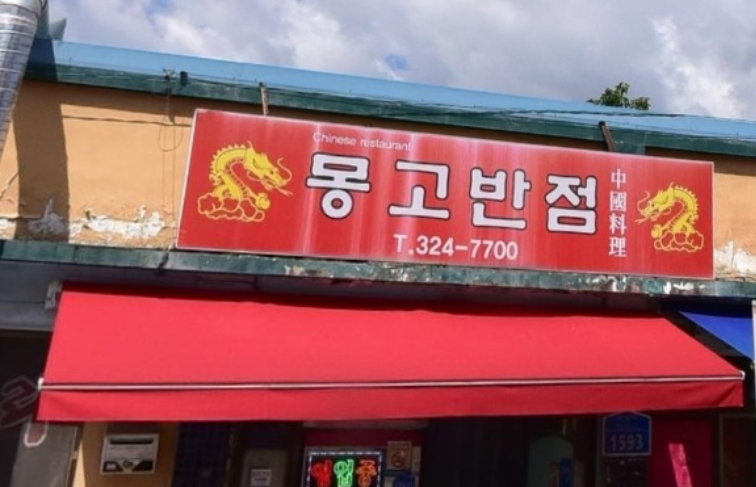 Chinese restaurant
몽고반점
中國料理
T.324-7700
영업중
1593